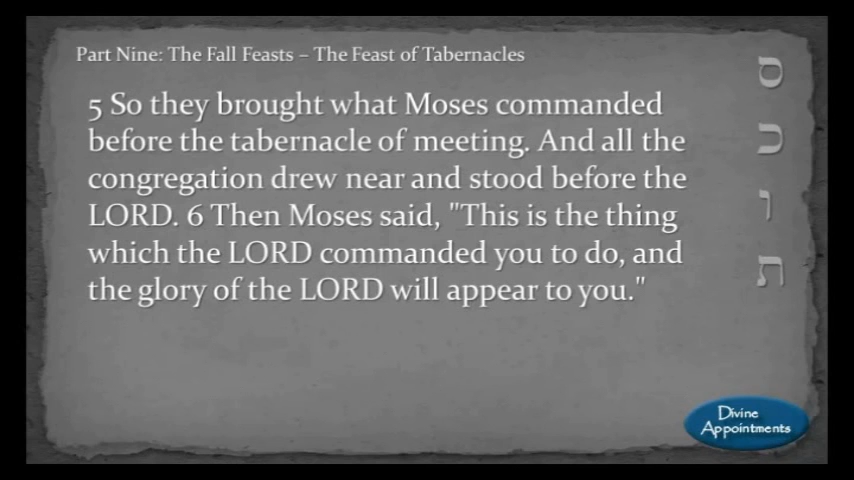 Part Nine: The Fall Feasts – The Feast of Tabernacles
5 So they brought what Moses commanded
before the tabernacle of meeting. And all the
congregation drew near and stood before the
LORD. 6 Then Moses said, "This is the thing
which the LORD commanded you to do, and
the glory of the LORD will appear to you."
ס
כ
ו
ת
Divine
Appointments